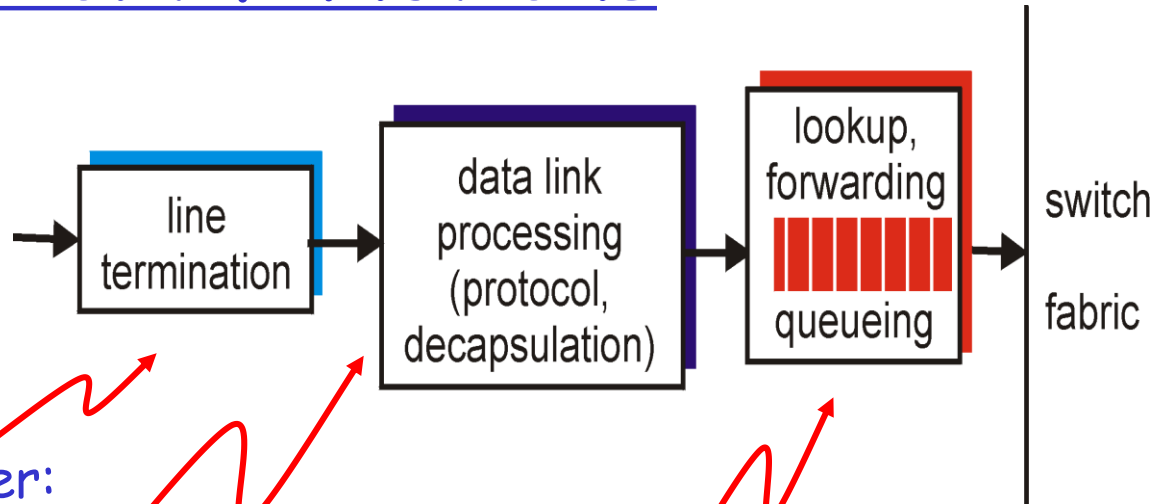 line
termination
data link
processing
(protocol,
decapsulation)
lookup,
forwarding
queueing
switch
fabric
er: